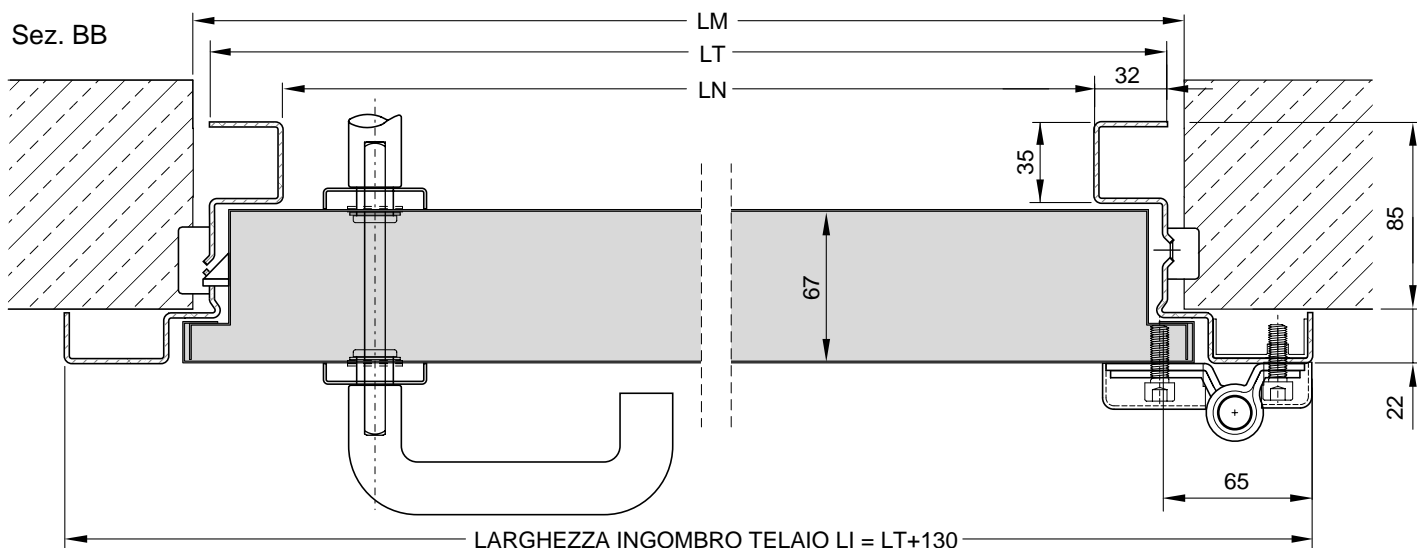 LM
Sez. BB
LT
LN
32
35
85
67
22
65
LARGHEZZA INGOMBRO TELAIO LI = LT+130